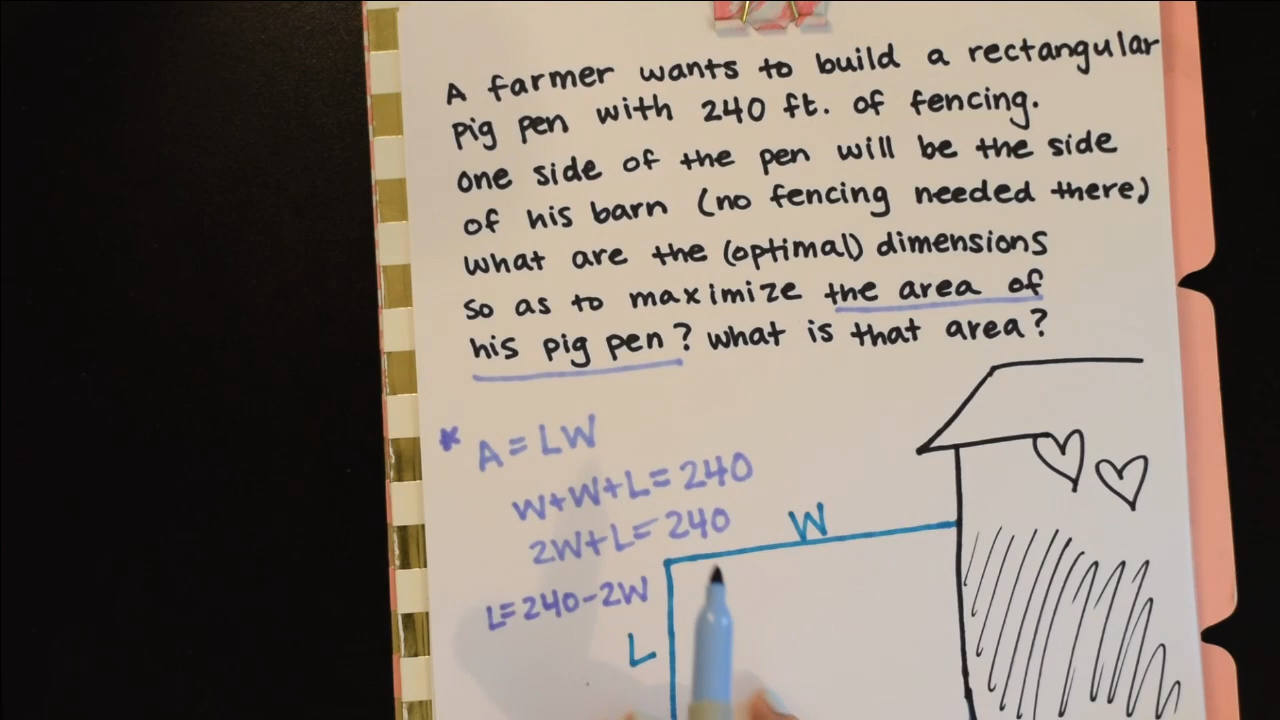 A farmer wants to build a rectangular
pig pen with 240 ft. of fencing.
one side of the pen will be the side
of his barn (no fencing needed there)
what are the (optimal) dimensions
so as to maximize the area of
his pig pen? what is that area?
* A = LW
W+W+L=240
2W+L=240
L=240-2W
W
L